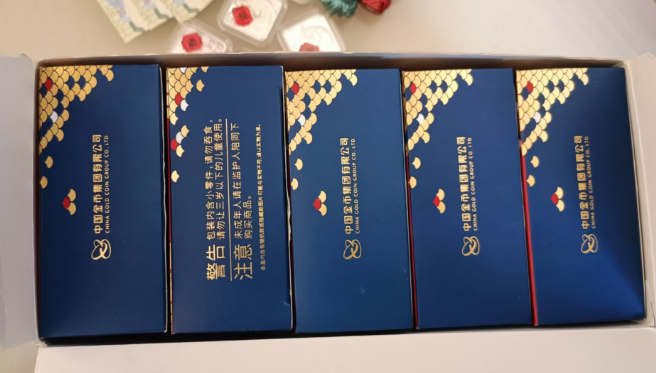 中国金币集团有限公司
CHINA GOLD COIN GROUP CO.,LTD.
警告 包装内含小零件,请勿吞食,
请勿让三岁以下的儿童使用。
注意 未成年人请在监护人陪同下
购买商品。
中国金币集团有限公司
CHINA GOLD COIN GROUP CO.,LTD.
中国金币集团有限公司
CHINA GOLD COIN GROUP CO.,LTD.
中国金币集团有限公司
CHINA GOLD COIN GROUP CO.,LTD.